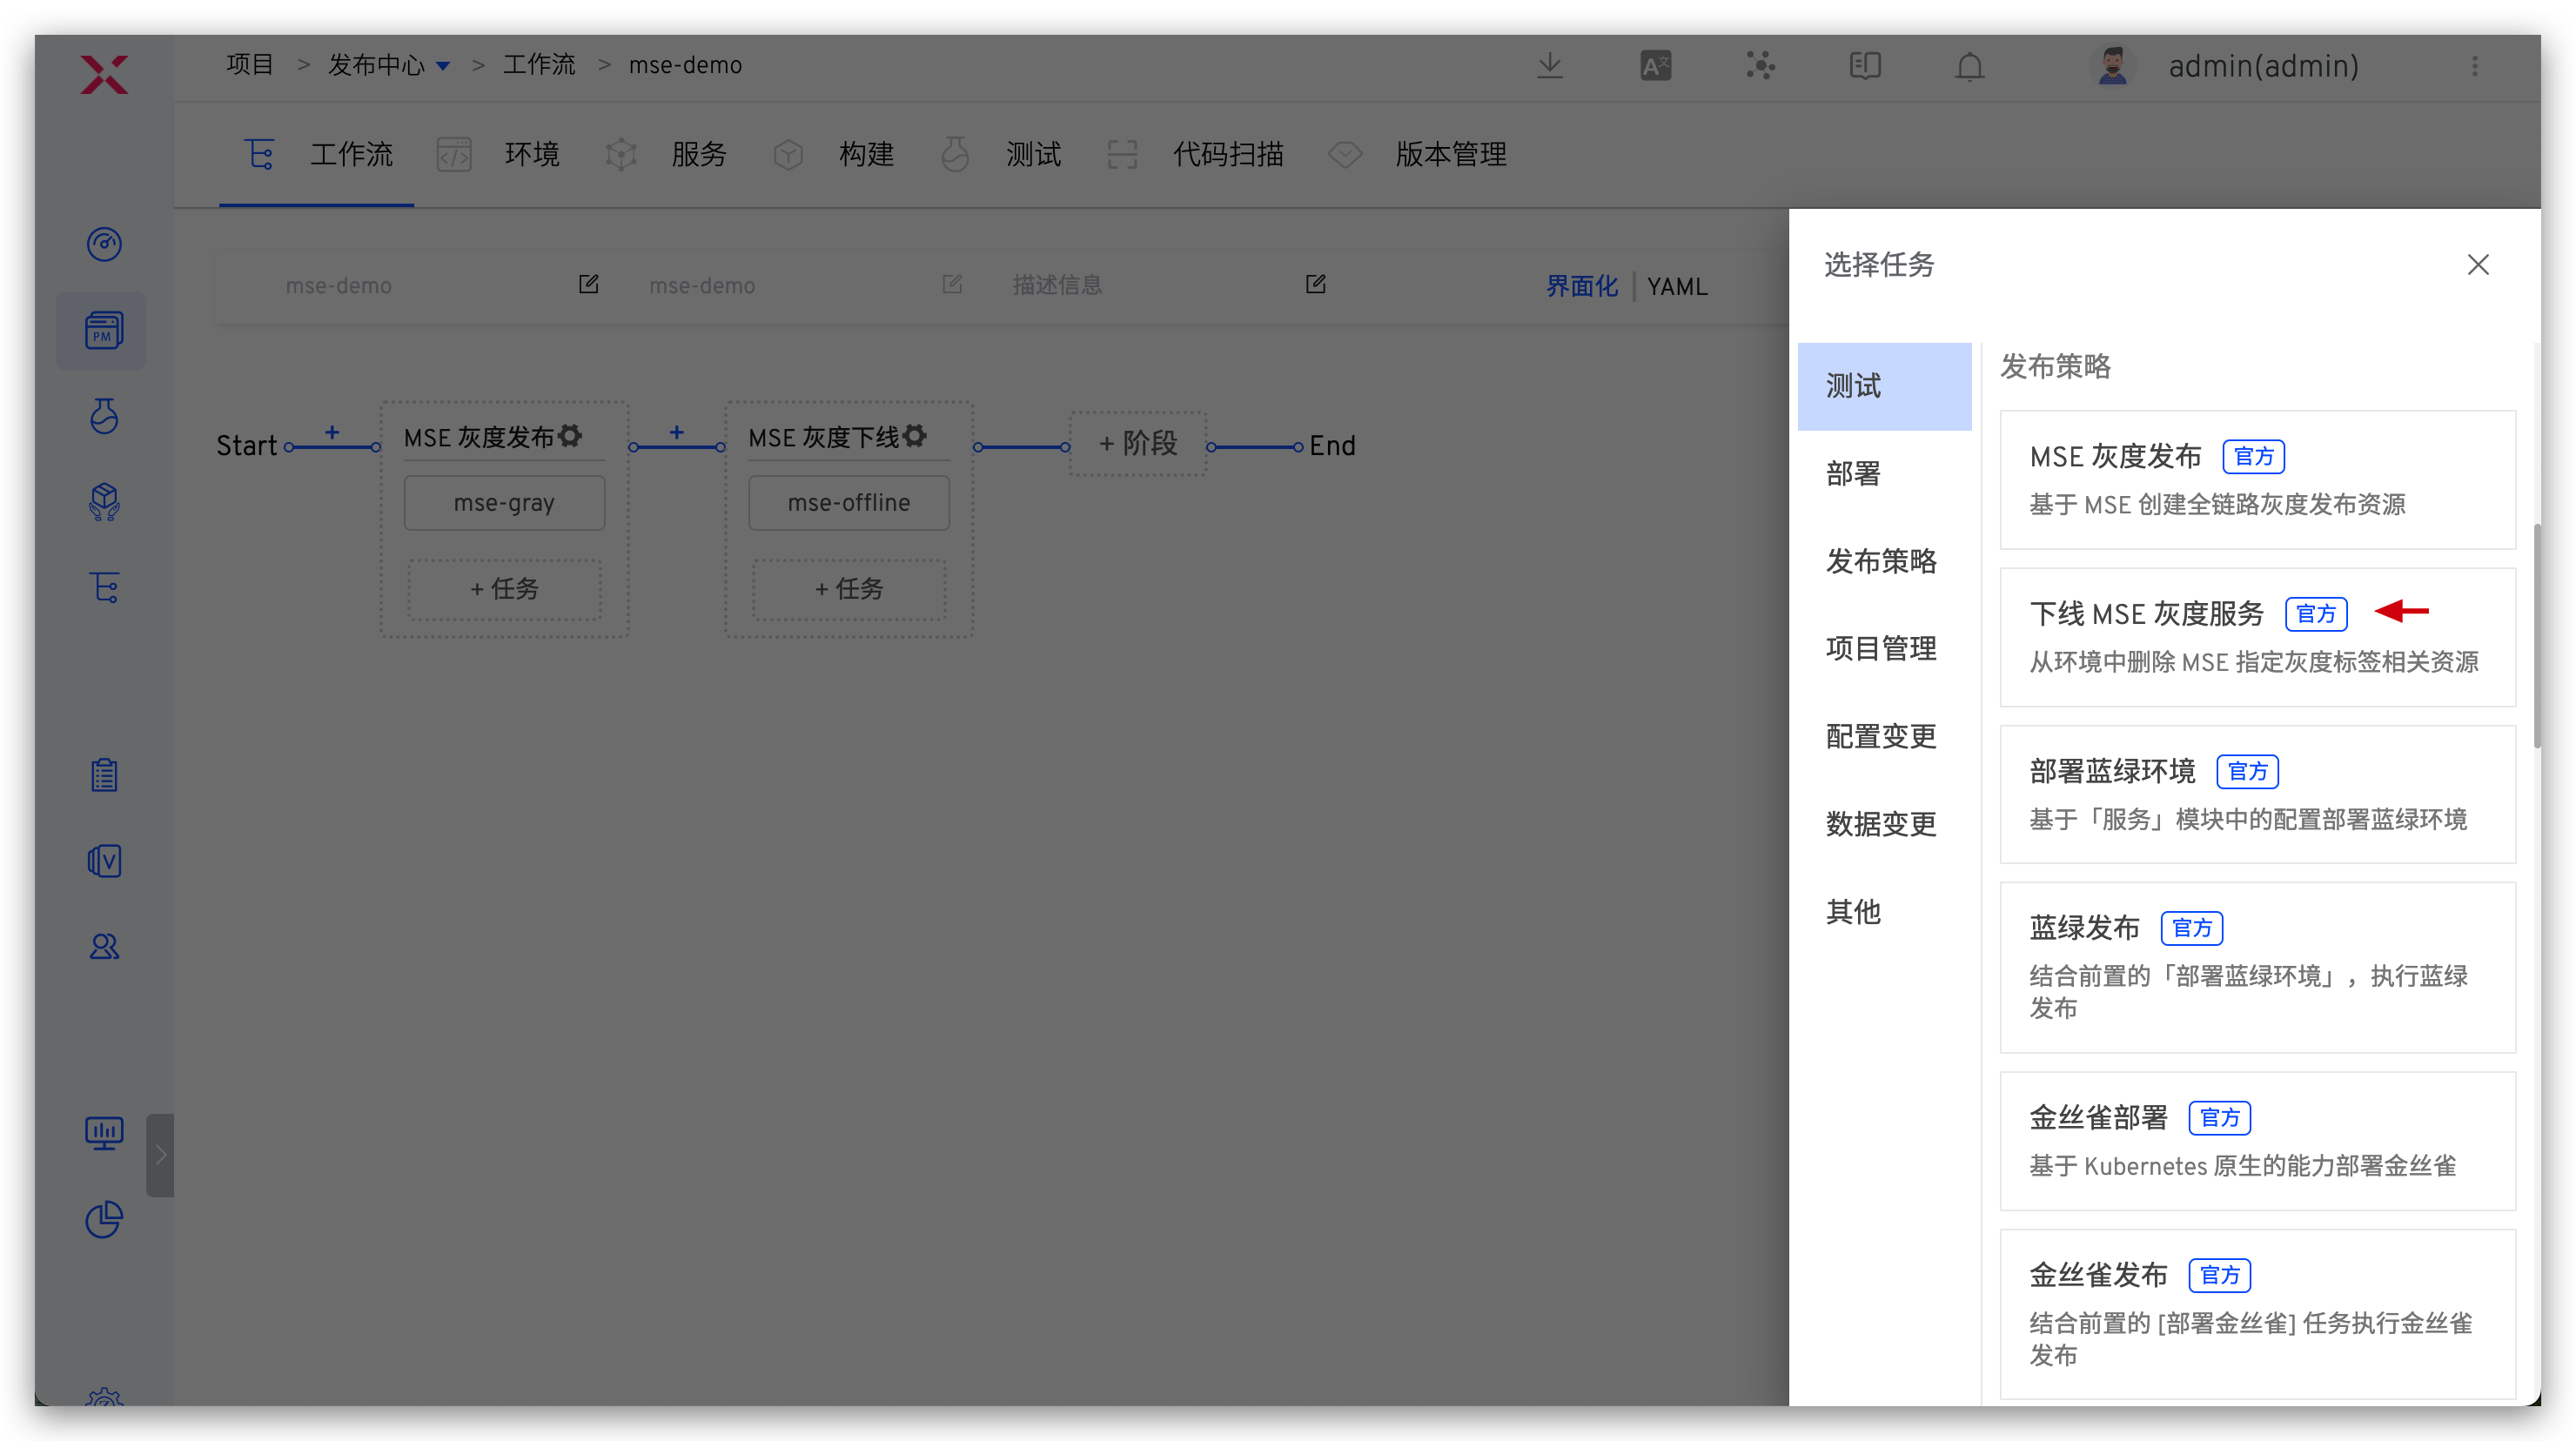 项目 > 发布中心 > 工作流 > mse-demo
admin(admin)
工作流 环境 服务 构建 测试 代码扫描 版本管理
mse-demo mse-demo 描述信息 界面化 YAML
PM
V
Start
+
MSE 灰度发布
mse-gray
+ 任务
+
MSE 灰度下线
mse-offline
+ 任务
+ 阶段
End
选择任务
测试
部署
发布策略
项目管理
配置变更
数据变更
其他
发布策略
MSE 灰度发布 官方
基于 MSE 创建全链路灰度发布资源
下线 MSE 灰度服务 官方
从环境中删除 MSE 指定灰度标签相关资源
部署蓝绿环境 官方
基于「服务」模块中的配置部署蓝绿环境
蓝绿发布 官方
结合前置的「部署蓝绿环境」，执行蓝绿
发布
金丝雀部署 官方
基于 Kubernetes 原生的能力部署金丝雀
金丝雀发布 官方
结合前置的 [部署金丝雀] 任务执行金丝雀
发布